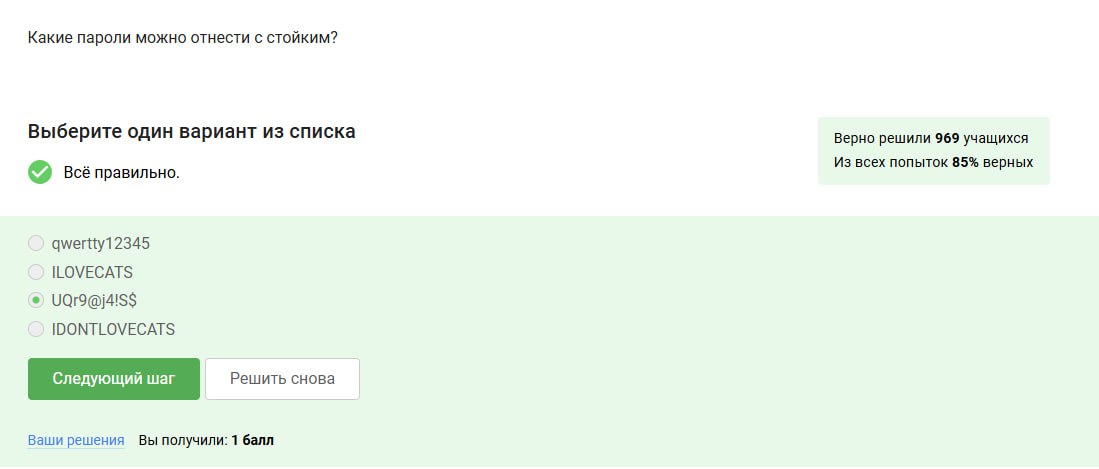 Какие пароли можно отнести с стойким?
Выберите один вариант из списка
Всё правильно.
Верно решили 969 учащихся
Из всех попыток 85% верных
qwertty12345
ILOVECATS
UQr9@j4!S$
IDONTLOVECATS
Следующий шаг
Решить снова
Ваши решения
Вы получили: 1 балл